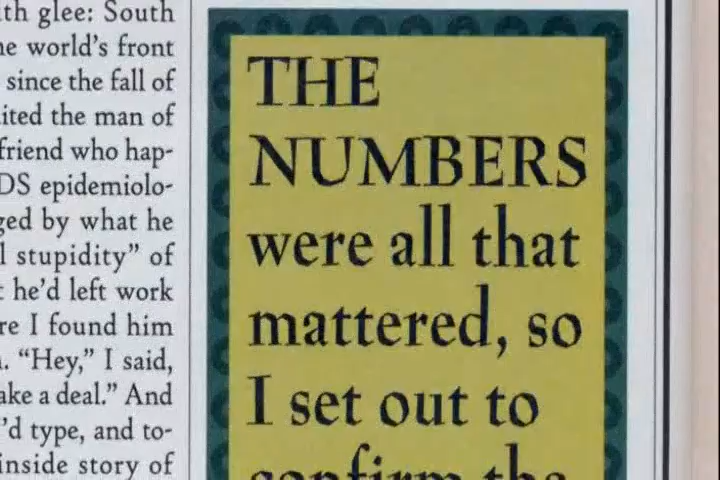 th glee: South
e world's front
since the fall of
ited the man of
friend who hap-
DS epidemiolo-
ged by what he
l stupidity" of
he'd left work
re I found him
. "Hey," I said,
ake a deal." And
'd type, and to-
inside story of
THE
NUMBERS
were all that
mattered, so
I set out to
confirm the